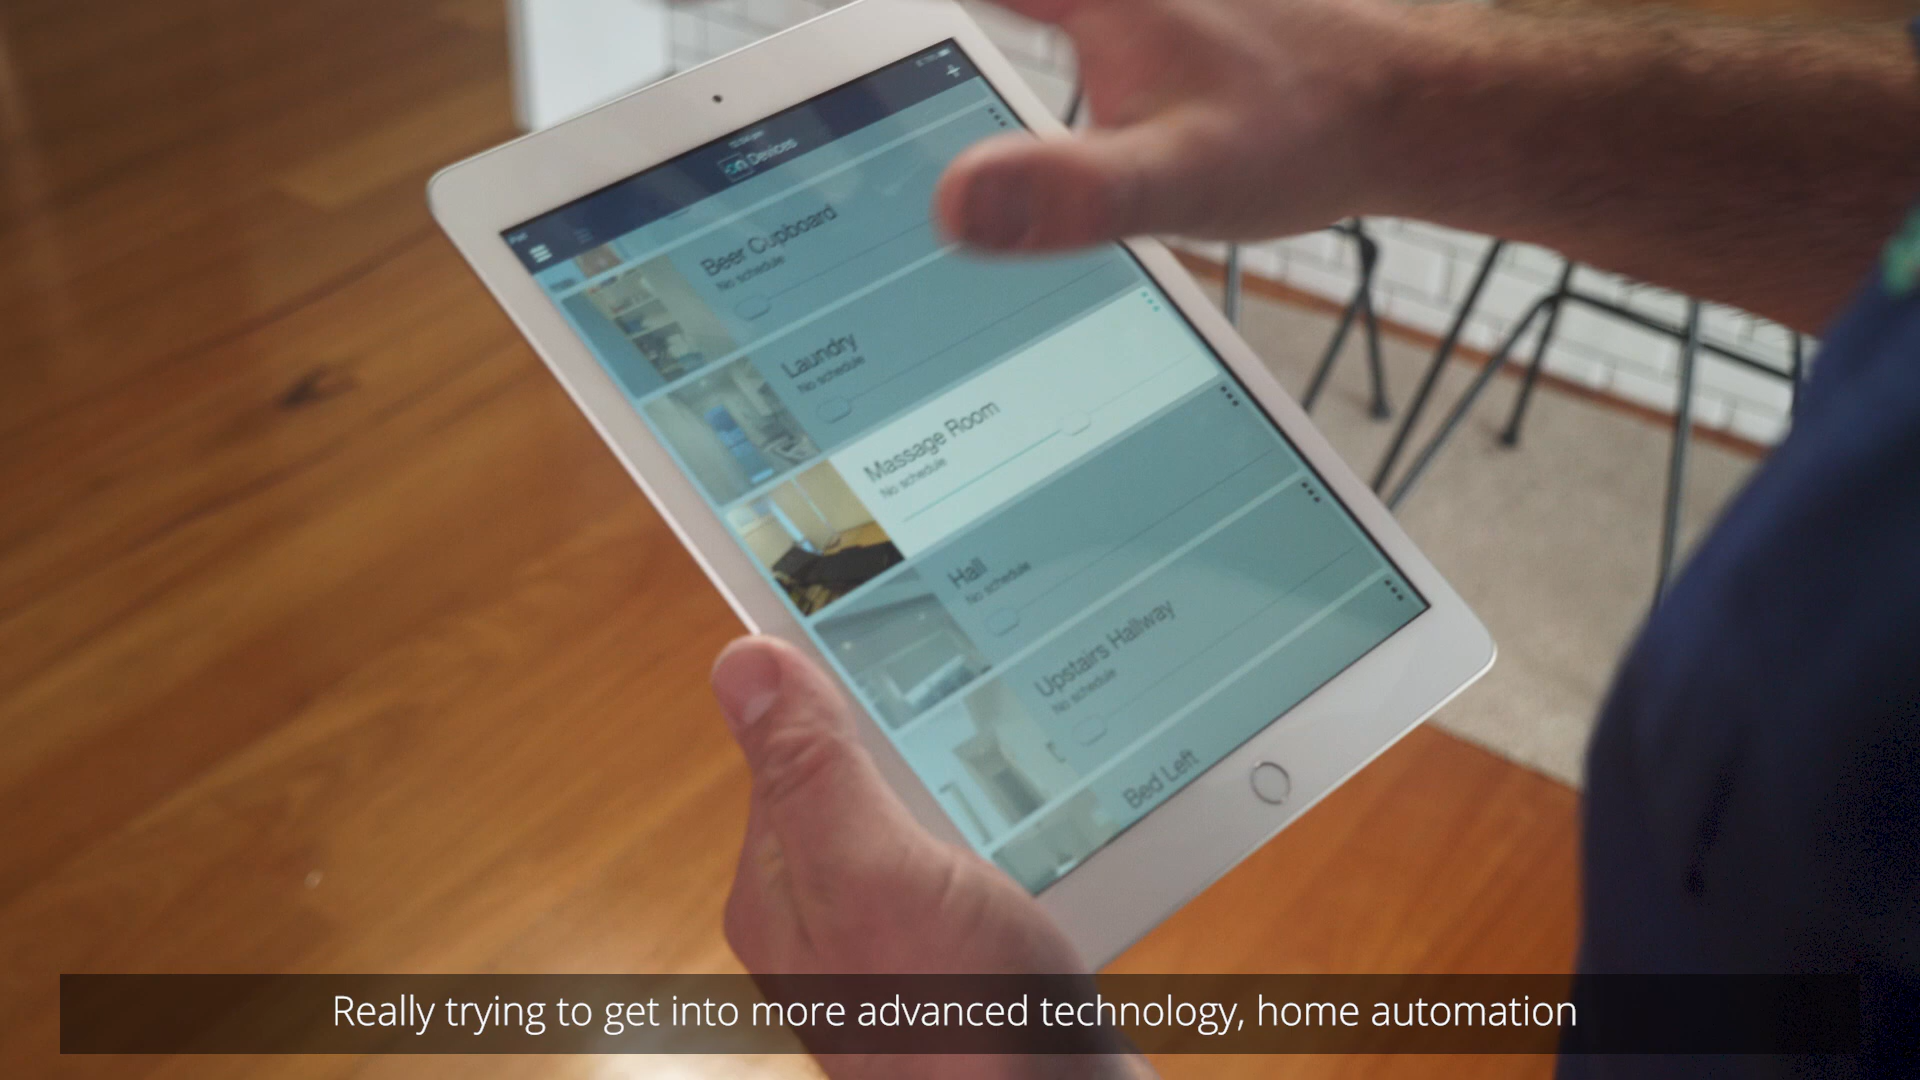 Devices
Beer Cupboard
No schedule
Laundry
No schedule
Massage Room
No schedule
Hall
No schedule
Upstairs Hallway
No schedule
Bed Left
Really trying to get into more advanced technology, home automation